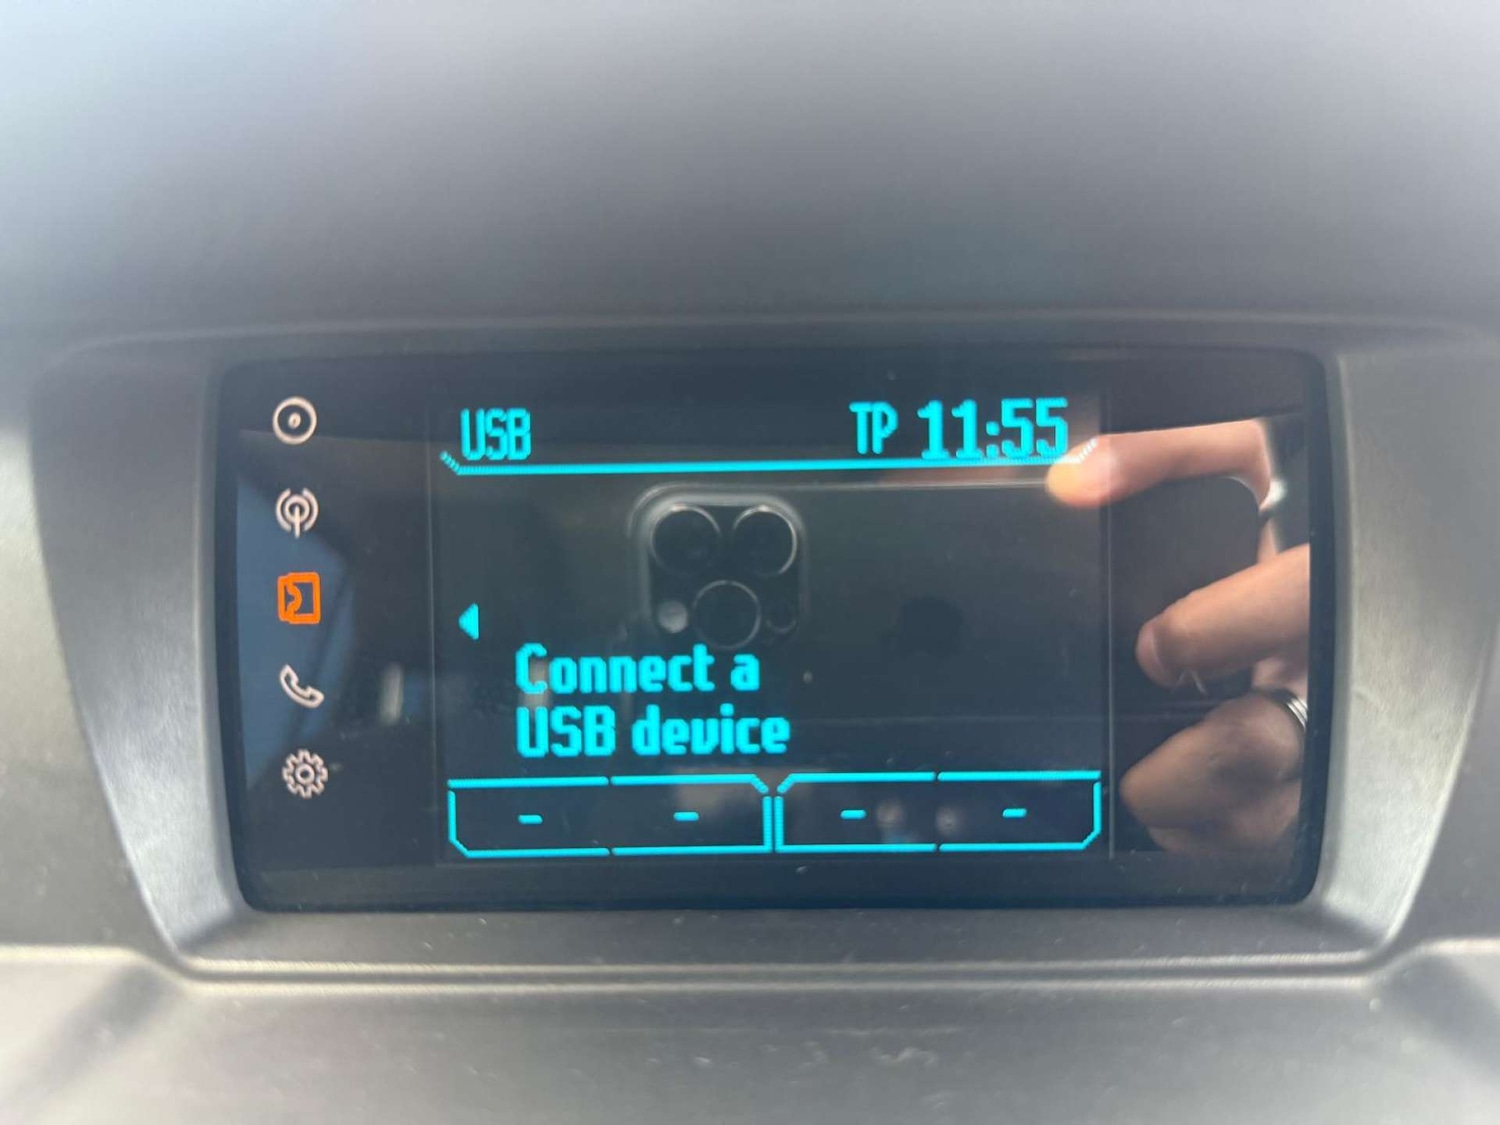 USB TP 11:55
Connect a
USB device
- - - -